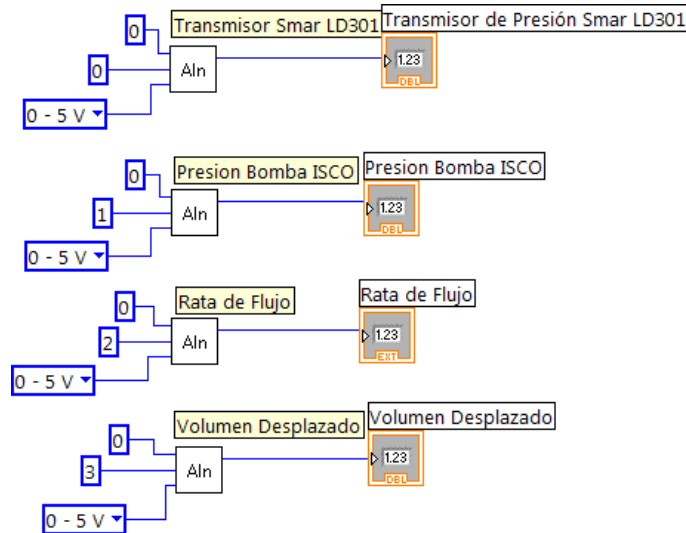 0
Transmisor Smar LD301
Transmisor de Presión Smar LD301
0
AIn
1.23
DBL
0 - 5 V
0
Presion Bomba ISCO
Presion Bomba ISCO
1
AIn
1.23
DBL
0 - 5 V
0
Rata de Flujo
Rata de Flujo
2
AIn
1.23
EXT
0 - 5 V
0
Volumen Desplazado
Volumen Desplazado
3
AIn
1.23
DBL
0 - 5 V